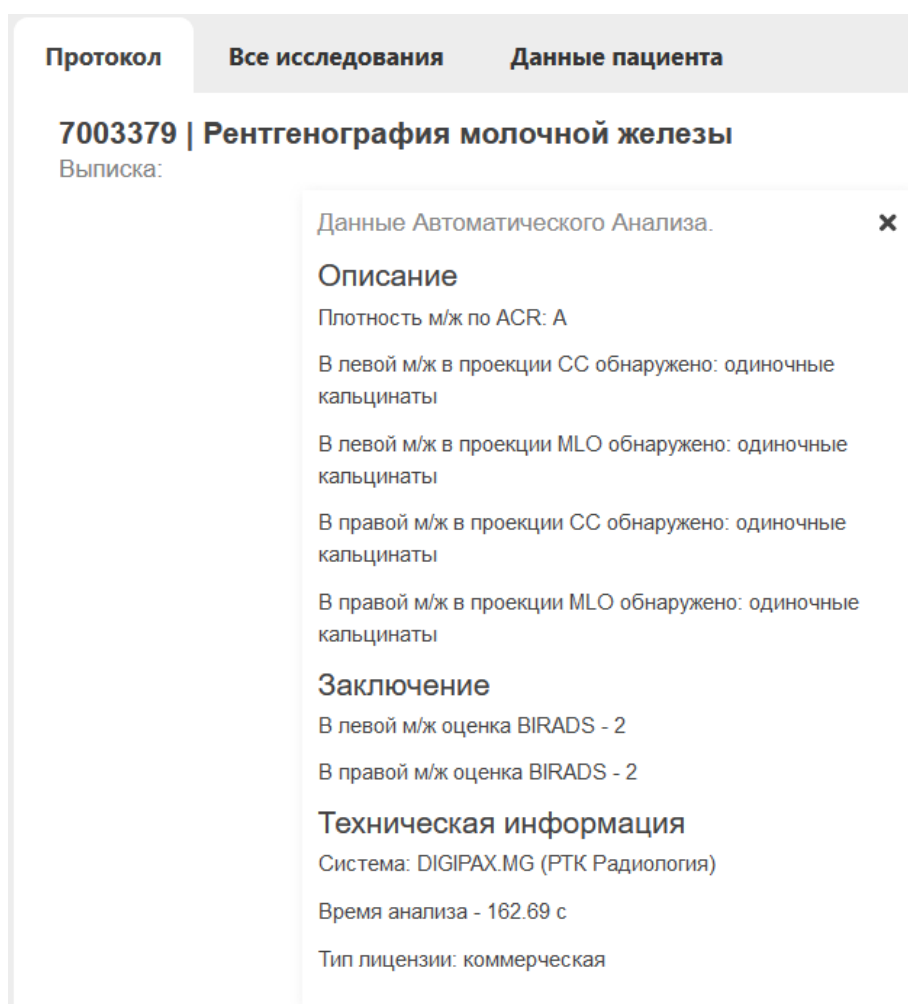 Протокол Все исследования Данные пациента
7003379 | Рентгенография молочной железы
Выписка:
Данные Автоматического Анализа.
Описание
Плотность м/ж по ACR: A
В левой м/ж в проекции CC обнаружено: одиночные
кальцинаты
В левой м/ж в проекции MLO обнаружено: одиночные
кальцинаты
В правой м/ж в проекции CC обнаружено: одиночные
кальцинаты
В правой м/ж в проекции MLO обнаружено: одиночные
кальцинаты
Заключение
В левой м/ж оценка BIRADS - 2
В правой м/ж оценка BIRADS - 2
Техническая информация
Система: DIGIPAX.MG (РТК Радиология)
Время анализа - 162.69 с
Тип лицензии: коммерческая